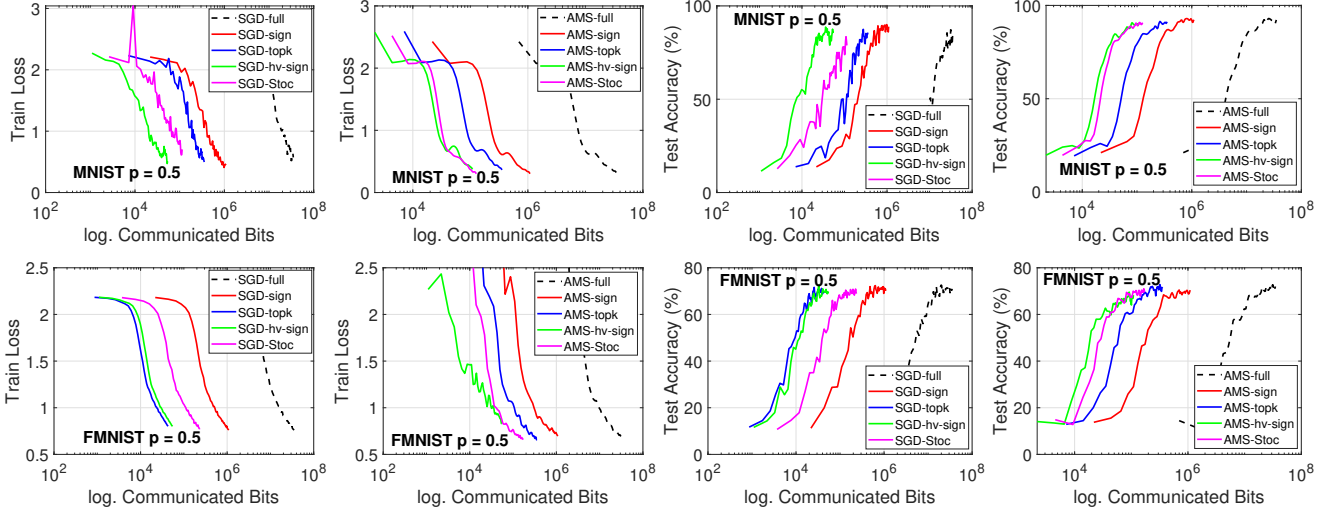 3
2
1
0
Train Loss
SGD-full
SGD-sign
SGD-topk
SGD-hv-sign
SGD-Stoc
MNIST p = 0.5
10^2 10^4 10^6 10^8
log. Communicated Bits
3
2
1
0
Train Loss
AMS-full
AMS-sign
AMS-topk
AMS-hv-sign
AMS-Stoc
MNIST p = 0.5
10^4 10^6 10^8
log. Communicated Bits
100
50
0
Test Accuracy (%)
MNIST p = 0.5
SGD-full
SGD-sign
SGD-topk
SGD-hv-sign
SGD-Stoc
10^2 10^4 10^6 10^8
log. Communicated Bits
100
80
60
40
20
0
Test Accuracy (%)
AMS-full
AMS-sign
AMS-topk
AMS-hv-sign
AMS-Stoc
MNIST p = 0.5
10^4 10^6 10^8
log. Communicated Bits
2.5
2
1.5
1
0.5
Train Loss
SGD-full
SGD-sign
SGD-topk
SGD-hv-sign
SGD-Stoc
FMNIST p = 0.5
10^2 10^4 10^6 10^8
log. Communicated Bits
2.5
2
1.5
1
0.5
Train Loss
AMS-full
AMS-sign
AMS-topk
AMS-hv-sign
AMS-Stoc
FMNIST p = 0.5
10^2 10^4 10^6 10^8
log. Communicated Bits
80
60
40
20
0
Test Accuracy (%)
FMNIST p = 0.5
SGD-full
SGD-sign
SGD-topk
SGD-hv-sign
SGD-Stoc
10^2 10^4 10^6 10^8
log. Communicated Bits
80
60
40
20
0
Test Accuracy (%)
FMNIST p = 0.5
AMS-full
AMS-sign
AMS-topk
AMS-hv-sign
AMS-Stoc
10^4 10^6 10^8
log. Communicated Bits